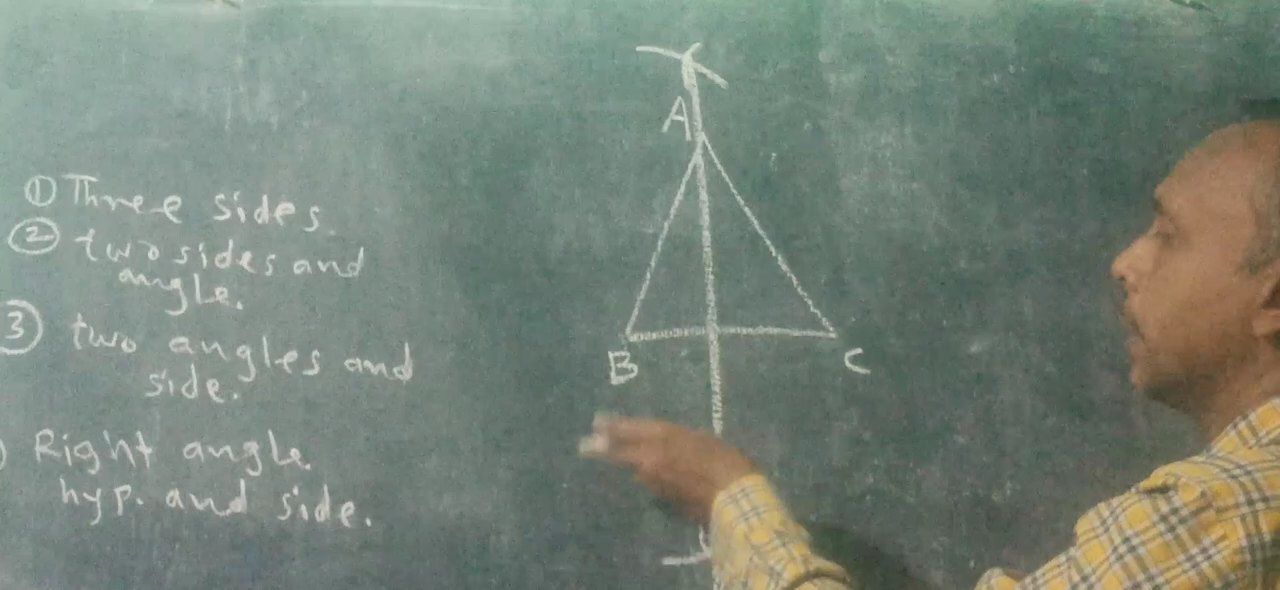 ① Three sides.
② two sides and
angle.
③ two angles and
side.
) Right angle
hyp. and side.
A
B
C